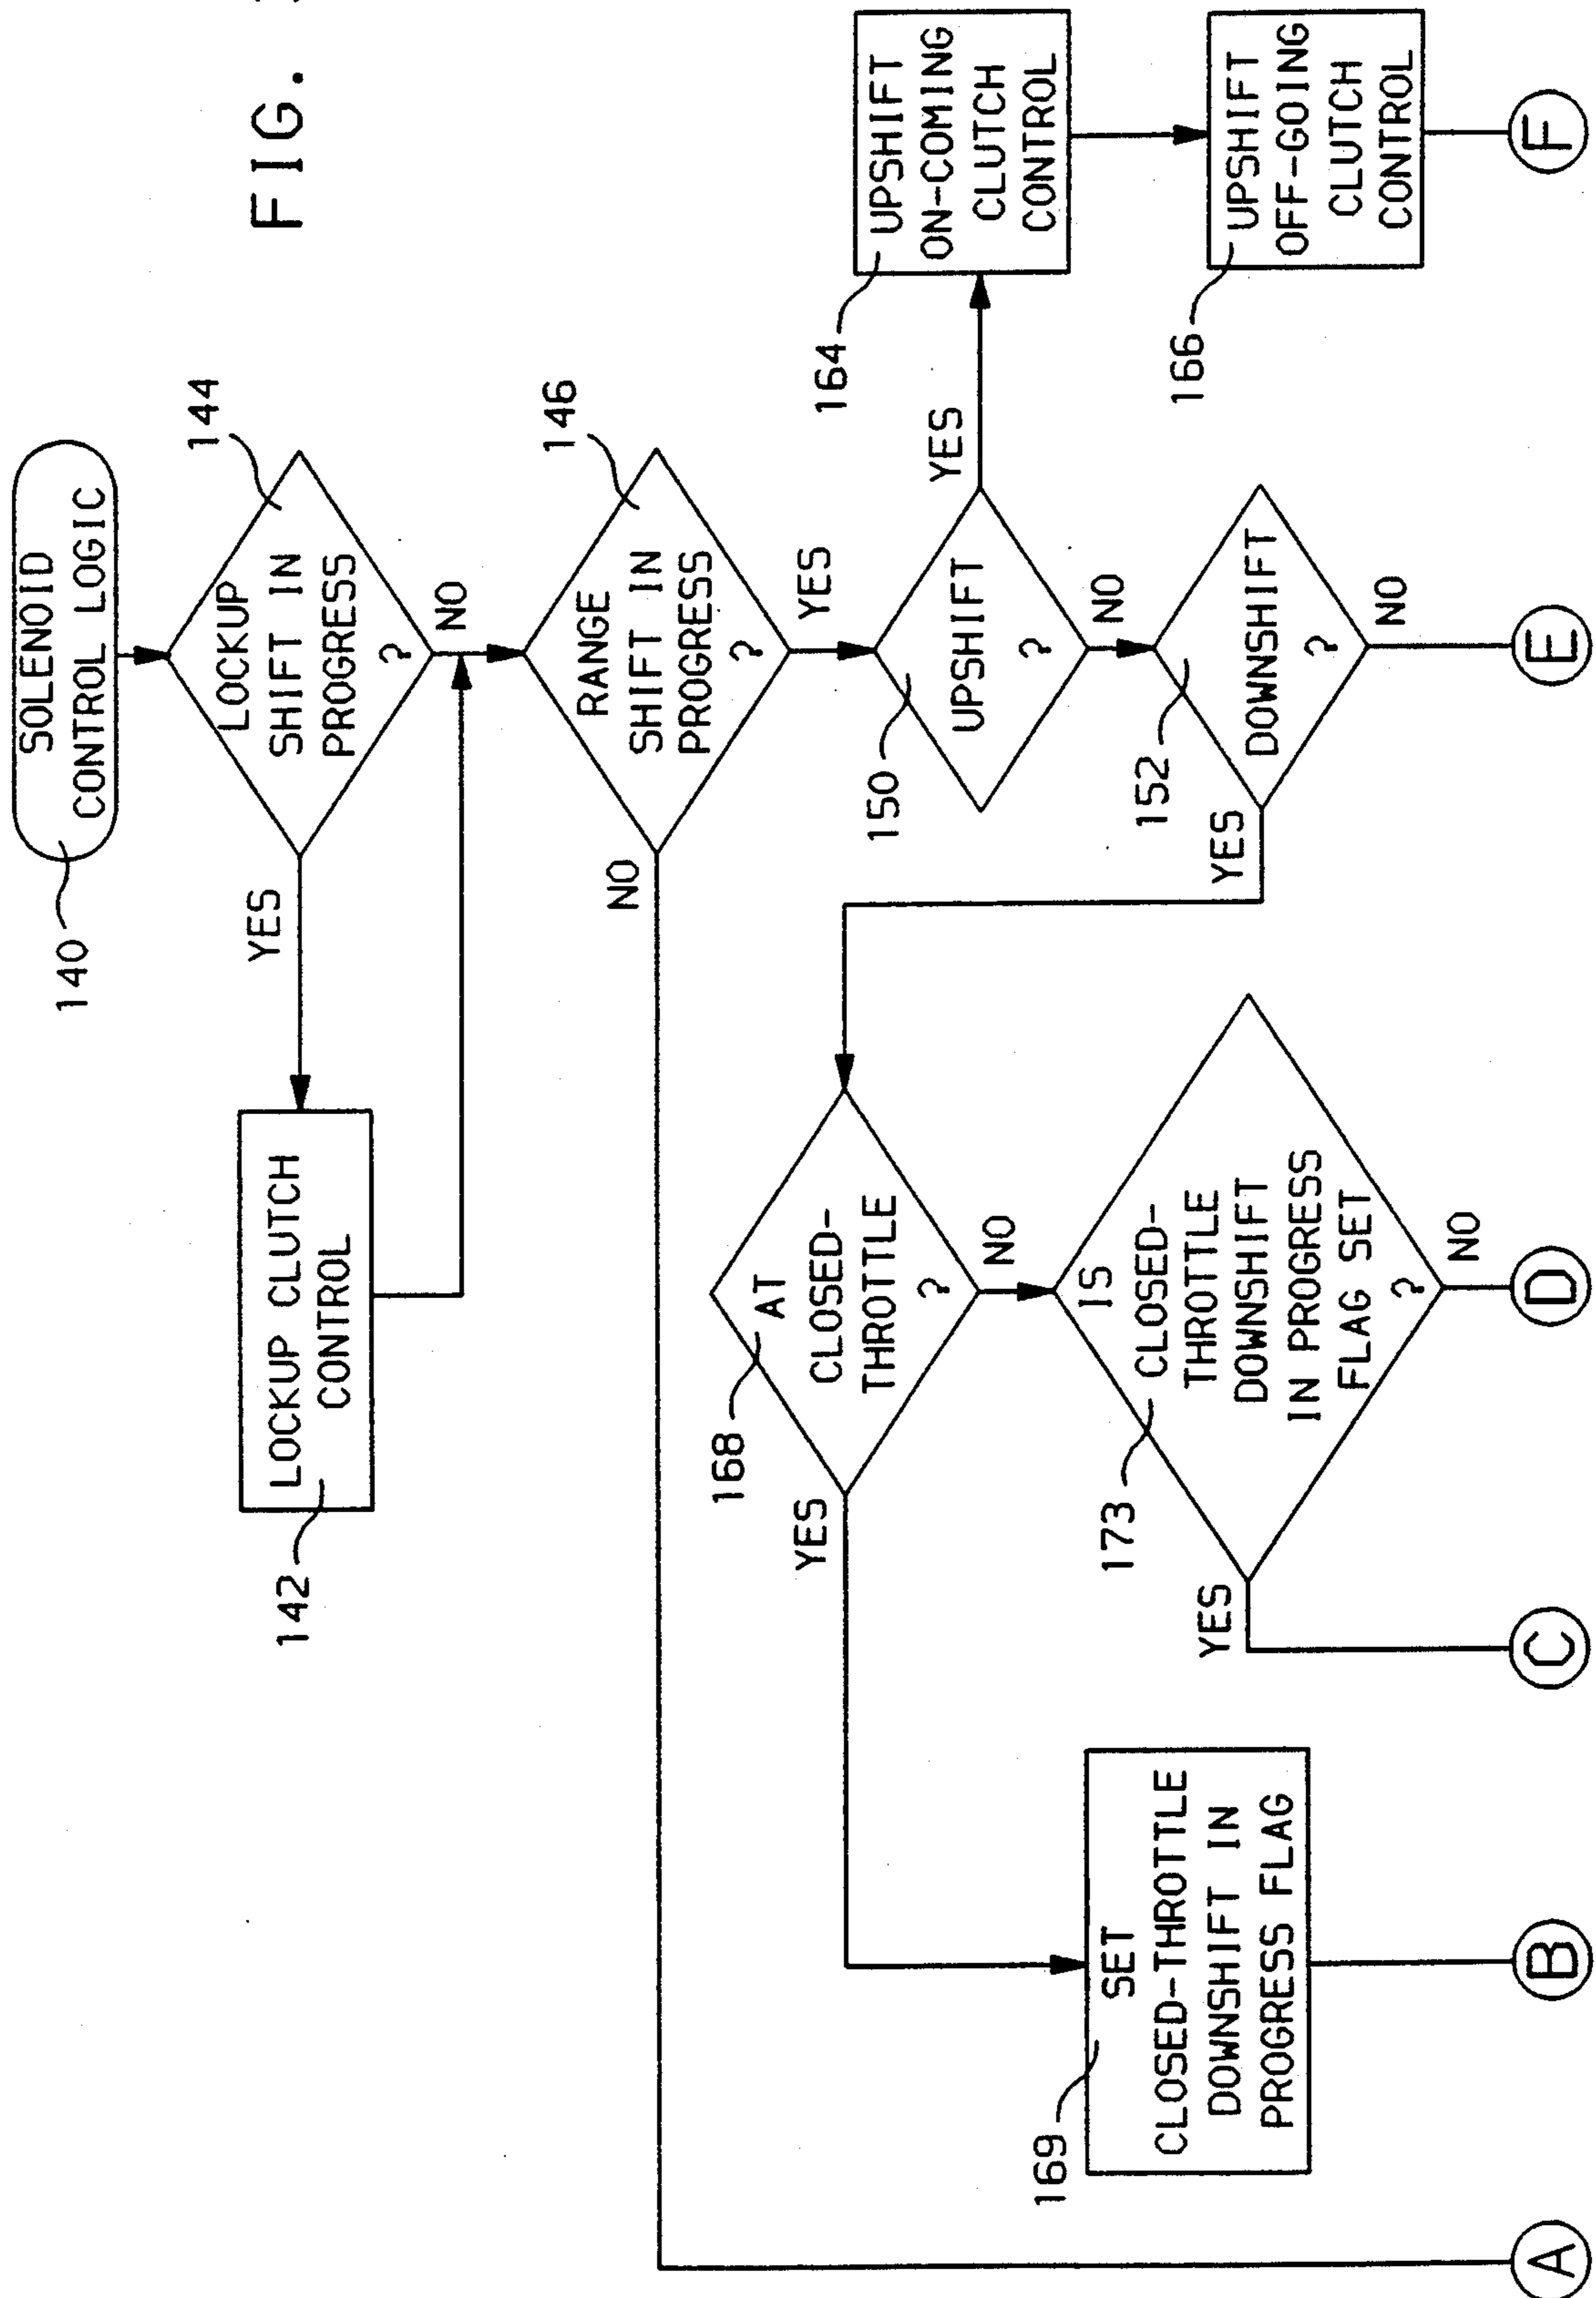 FIG.
SOLENOID
CONTROL LOGIC
140
LOCKUP
SHIFT IN
PROGRESS
?
144
YES
NO
LOCKUP CLUTCH
CONTROL
142
RANGE
SHIFT IN
PROGRESS
?
146
NO
YES
UPSHIFT
?
150
YES
NO
UPSHIFT
ON-COMING
CLUTCH
CONTROL
164
UPSHIFT
OFF-GOING
CLUTCH
CONTROL
166
DOWNSHIFT
?
152
YES
NO
AT
CLOSED-
THROTTLE
?
168
YES
NO
IS
CLOSED-
THROTTLE
DOWNSHIFT
IN PROGRESS
FLAG SET
?
173
YES
NO
SET
CLOSED-THROTTLE
DOWNSHIFT IN
PROGRESS FLAG
169
A
B
C
D
E
F